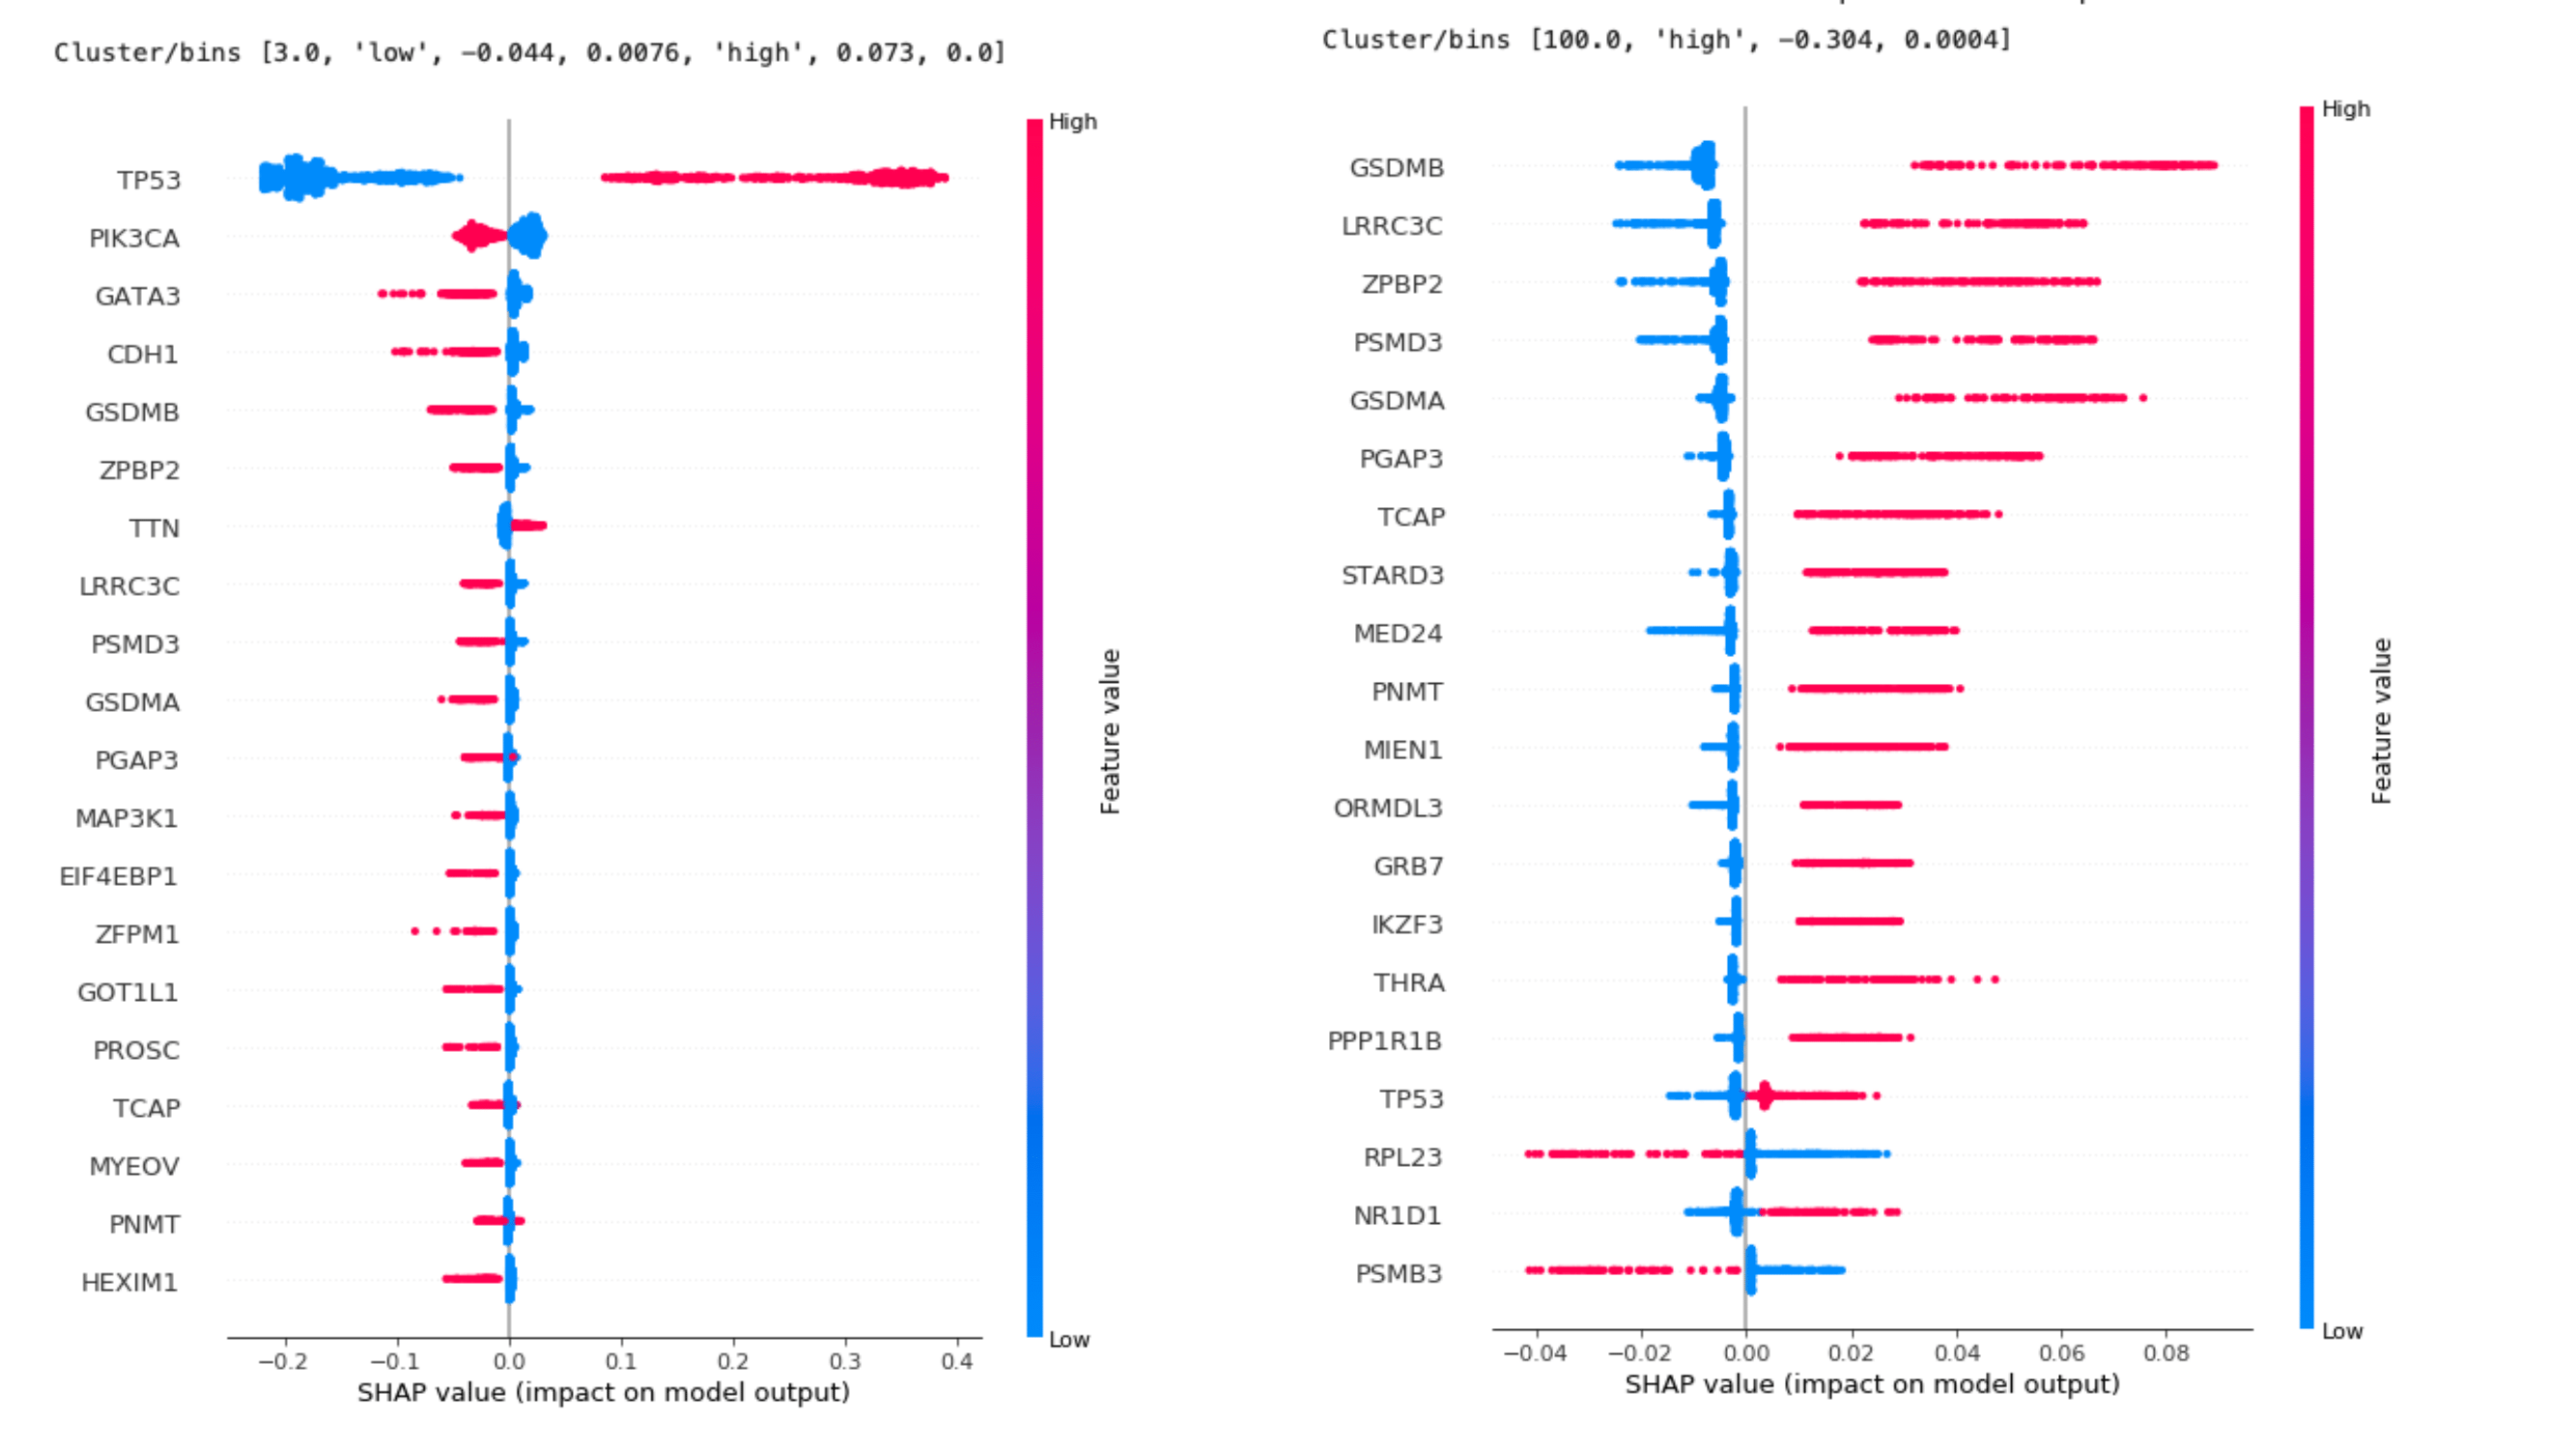 Cluster/bins [3.0, 'low', −0.044, 0.0076, 'high', 0.073, 0.0]
High
TP53
PIK3CA
GATA3
CDH1
GSDMB
ZPBP2
TTN
LRRC3C
PSMD3
GSDMA
PGAP3
MAP3K1
EIF4EBP1
ZFPM1
GOT1L1
PROSC
TCAP
MYEOV
PNMT
HEXIM1
Feature value
Low
−0.2 −0.1 0.0 0.1 0.2 0.3 0.4
SHAP value (impact on model output)
Cluster/bins [100.0, 'high', −0.304, 0.0004]
High
GSDMB
LRRC3C
ZPBP2
PSMD3
GSDMA
PGAP3
TCAP
STARD3
MED24
PNMT
MIEN1
ORMDL3
GRB7
IKZF3
THRA
PPP1R1B
TP53
RPL23
NR1D1
PSMB3
Feature value
Low
−0.04 −0.02 0.00 0.02 0.04 0.06 0.08
SHAP value (impact on model output)